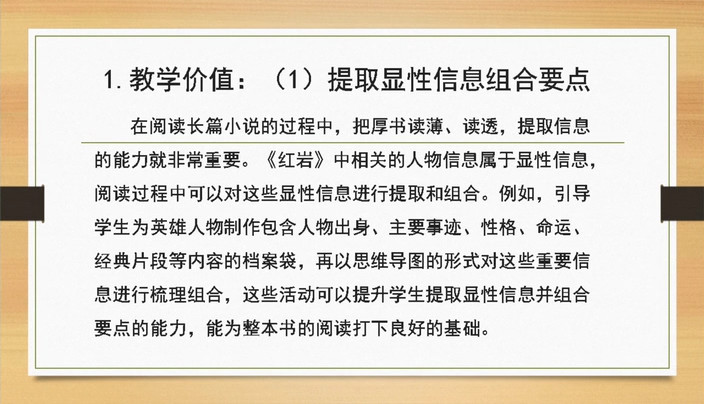 1.教学价值：（1）提取显性信息组合要点
在阅读长篇小说的过程中，把厚书读薄、读透，提取信息
的能力就非常重要。《红岩》中相关的人物信息属于显性信息，
阅读过程中可以对这些显性信息进行提取和组合。例如，引导
学生为英雄人物制作包含人物出身、主要事迹、性格、命运、
经典片段等内容的档案袋，再以思维导图的形式对这些重要信
息进行梳理组合，这些活动可以提升学生提取显性信息并组合
要点的能力，能为整本书的阅读打下良好的基础。